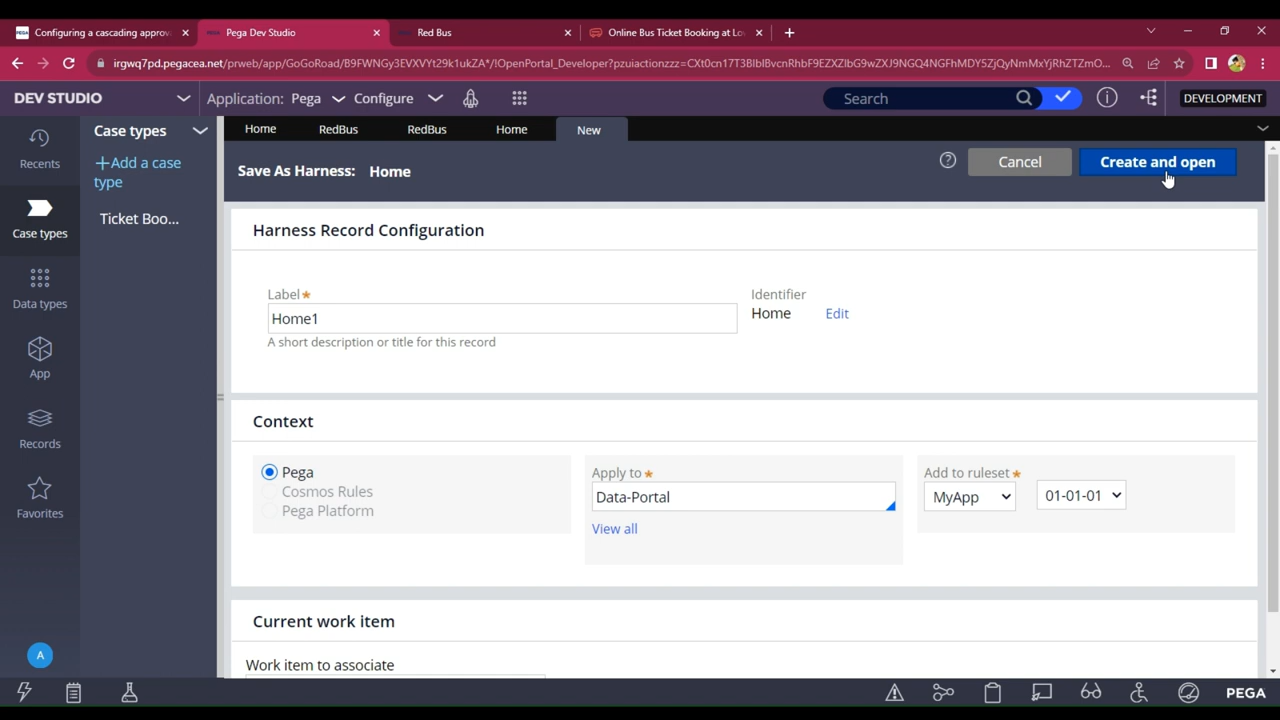 Configuring a cascading approv
Pega Dev Studio
Red Bus
Online Bus Ticket Booking at Lo
irgwq7pd.pegacea.net/prweb/app/GoGoRoad/B9FWNGy3EVXVYt29k1ukZA*/!OpenPortal_Developer?pzuiactionzzz=CXt0cn17T3BlblBvcnRhbF9EZXZlbG9wZXJ9NGQ4NGFhMDY5ZjQyNmMxYjRhZTZmO...
DEV STUDIO
Application: Pega
Configure
Search
DEVELOPMENT
Recents
Case types
Data types
App
Records
Favorites
A
Case types
+Add a case
type
Ticket Boo...
Home
RedBus
RedBus
Home
New
Save As Harness: Home
Cancel
Create and open
Harness Record Configuration
Label*
Home1
A short description or title for this record
Identifier
Home
Edit
Context
Pega
Cosmos Rules
Pega Platform
Apply to *
Data-Portal
View all
Add to ruleset *
MyApp
01-01-01
Current work item
Work item to associate
PEGA